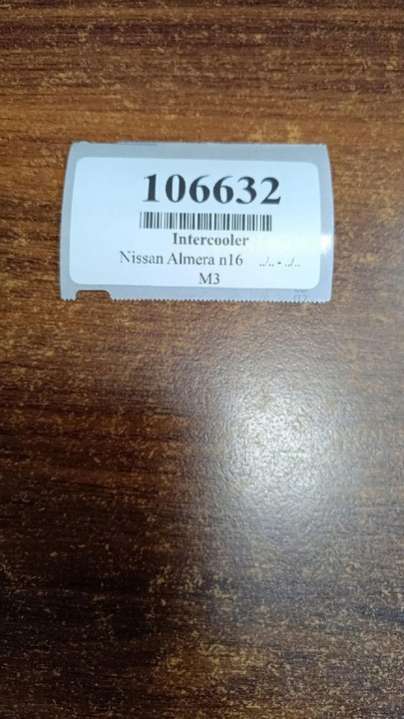 106632
Intercooler
Nissan Almera n16 ../.. - ../..
M3